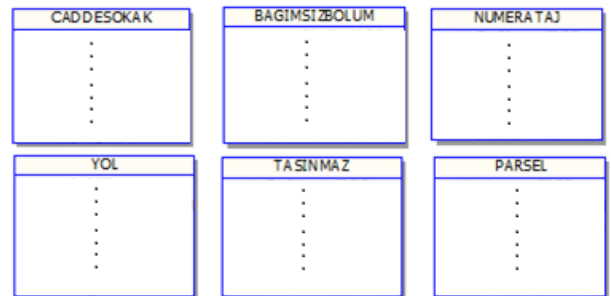 CADDESOKAK
BAGIMSIZBOLUM
NUMERATAJ
YOL
TASINMAZ
PARSEL